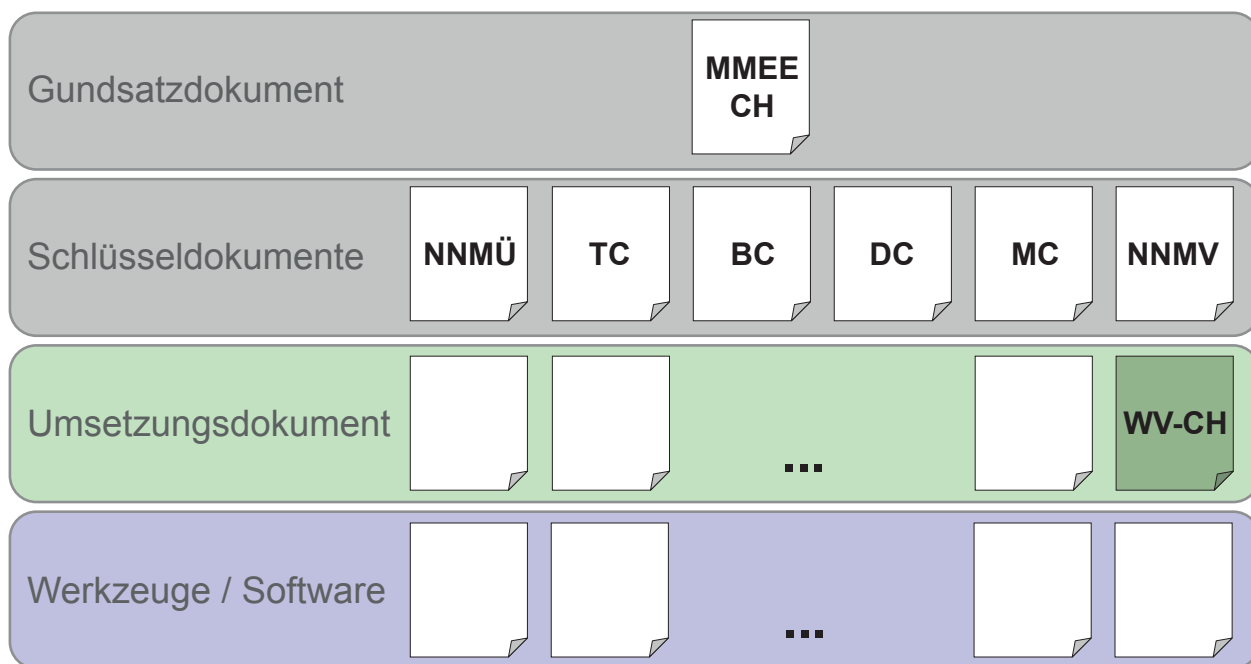 Gundsatzdokument
MMEE
CH
Schlüsseldokumente
NNMÜ
TC
BC
DC
MC
NNMV
Umsetzungsdokument
...
WV-CH
Werkzeuge / Software
...